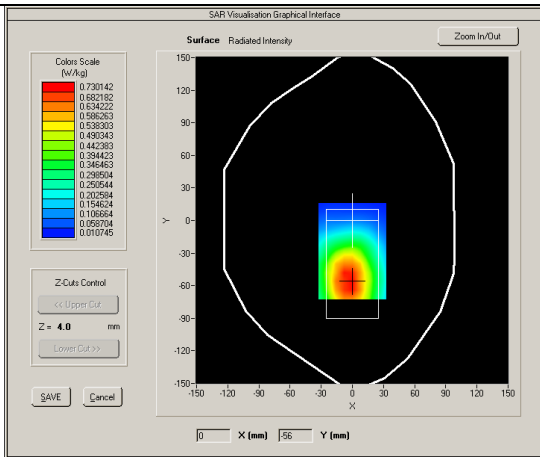 SAR Visualisation Graphical Interface
Surface Radiated Intensity
Zoom In/Out
Colors Scale
(W/kg)
0.730142
0.682182
0.634222
0.586263
0.538303
0.490343
0.442383
0.394423
0.346463
0.298504
0.250544
0.202584
0.154624
0.106664
0.058704
0.010745
150
120
90
60
30
0
-30
-60
-90
-120
-150
Y
-150 -120 -90 -60 -30 0 30 60 90 120 150
X
Z-Cuts Control
<< Upper Cut
Z = 4.0 mm
Lower Cut >>
SAVE Cancel
0 X (mm) -56 Y (mm)